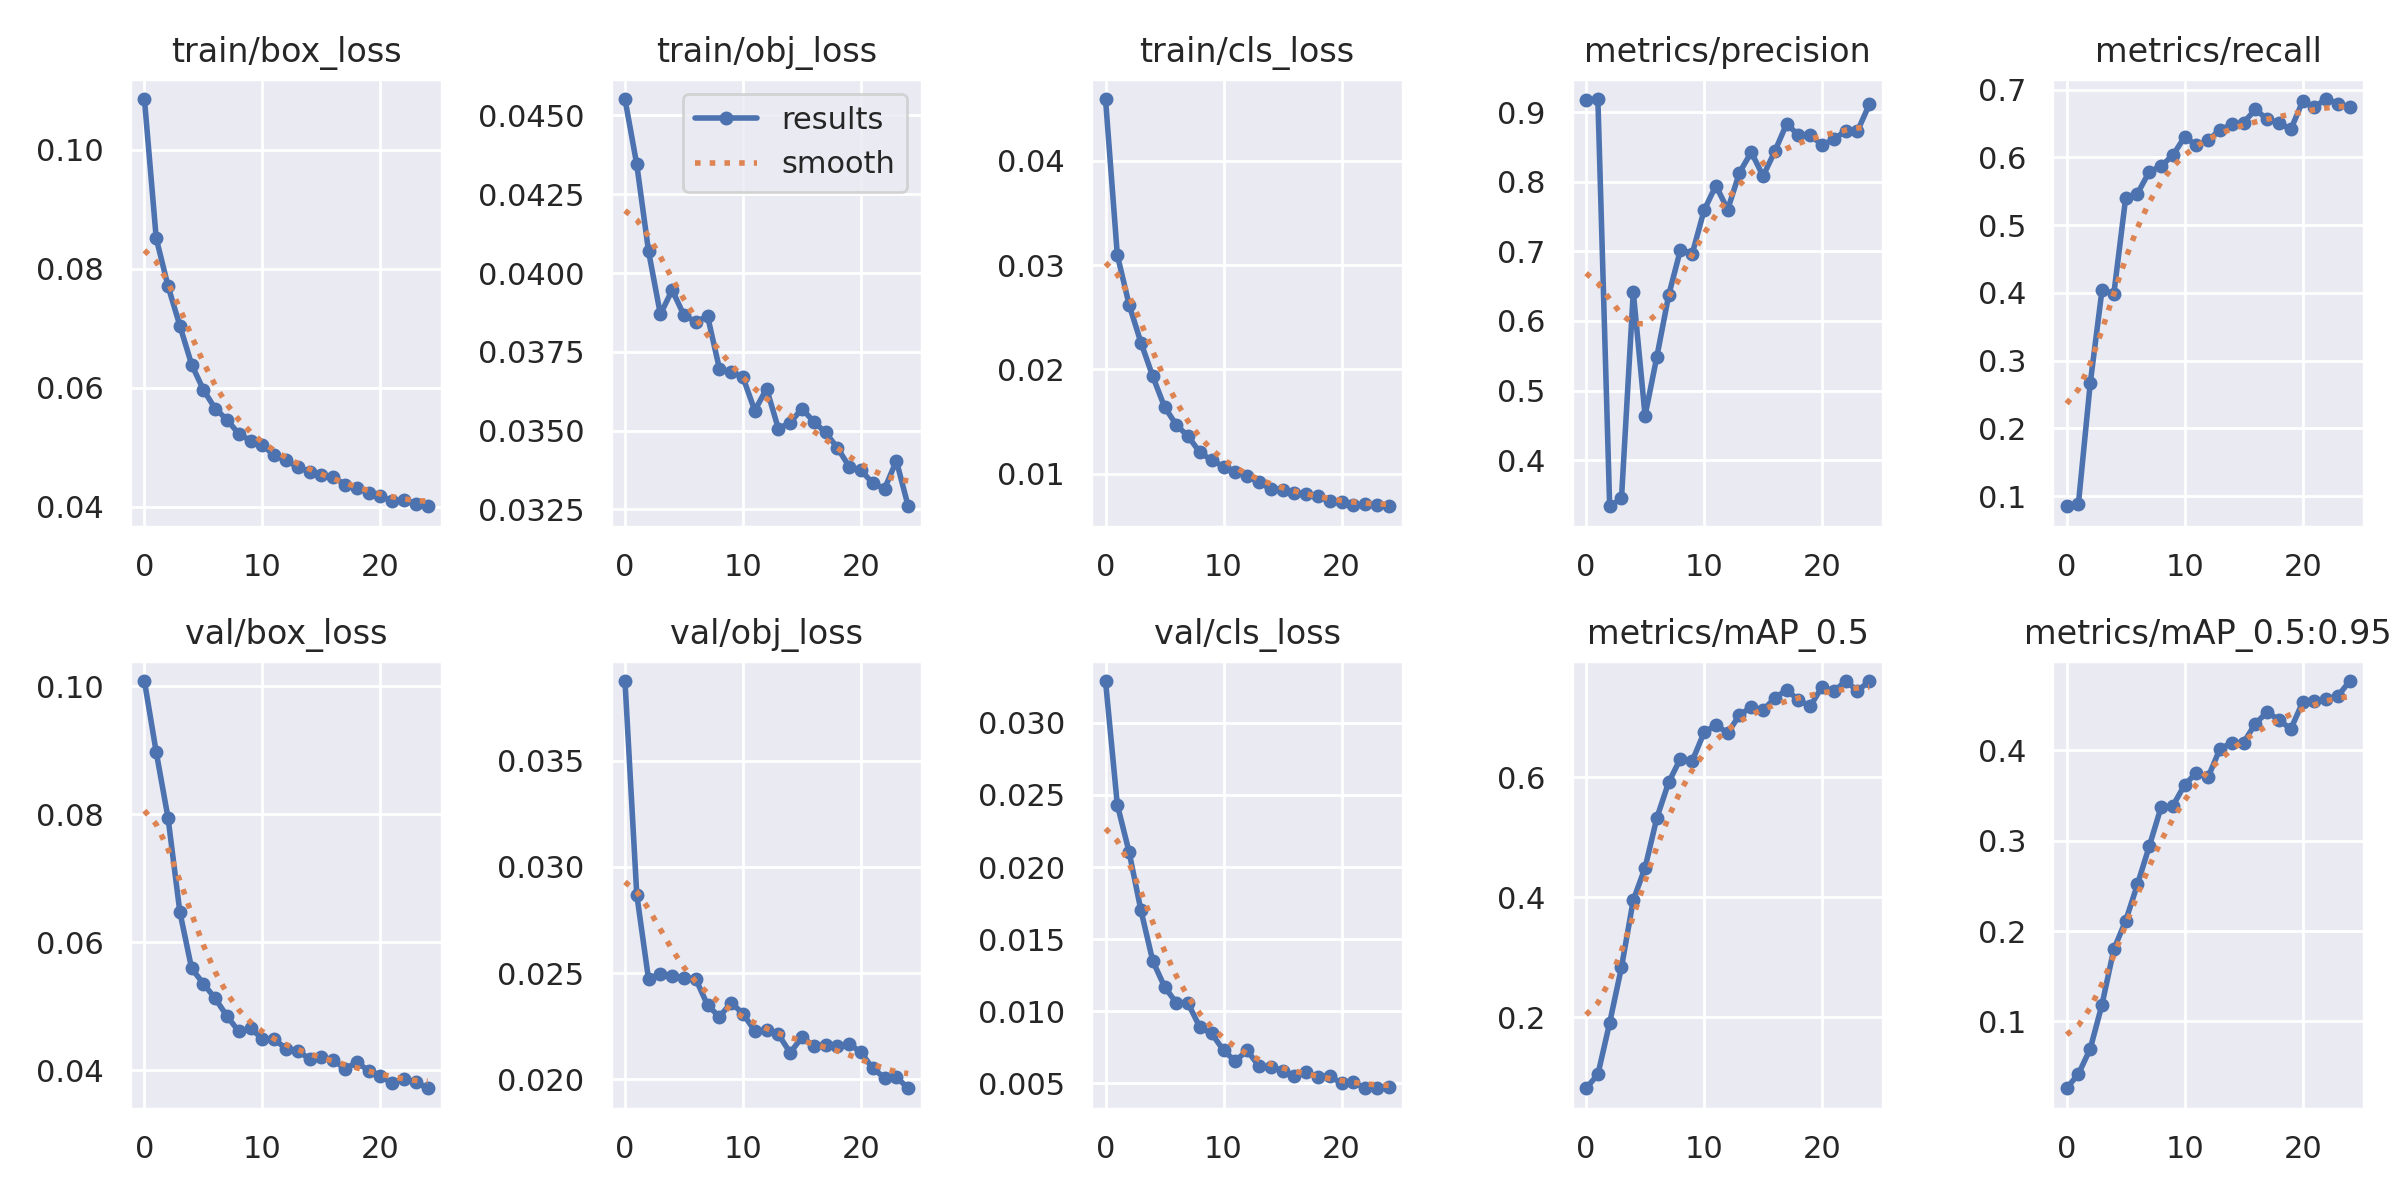 train/box_loss
0.10
0.08
0.06
0.04
0 10 20
train/obj_loss
results
smooth
0.0450
0.0425
0.0400
0.0375
0.0350
0.0325
0 10 20
train/cls_loss
0.04
0.03
0.02
0.01
0 10 20
metrics/precision
0.9
0.8
0.7
0.6
0.5
0.4
0 10 20
metrics/recall
0.7
0.6
0.5
0.4
0.3
0.2
0.1
0 10 20
val/box_loss
0.10
0.08
0.06
0.04
0 10 20
val/obj_loss
0.035
0.030
0.025
0.020
0 10 20
val/cls_loss
0.030
0.025
0.020
0.015
0.010
0.005
0 10 20
metrics/mAP_0.5
0.6
0.4
0.2
0 10 20
metrics/mAP_0.5:0.95
0.4
0.3
0.2
0.1
0 10 20